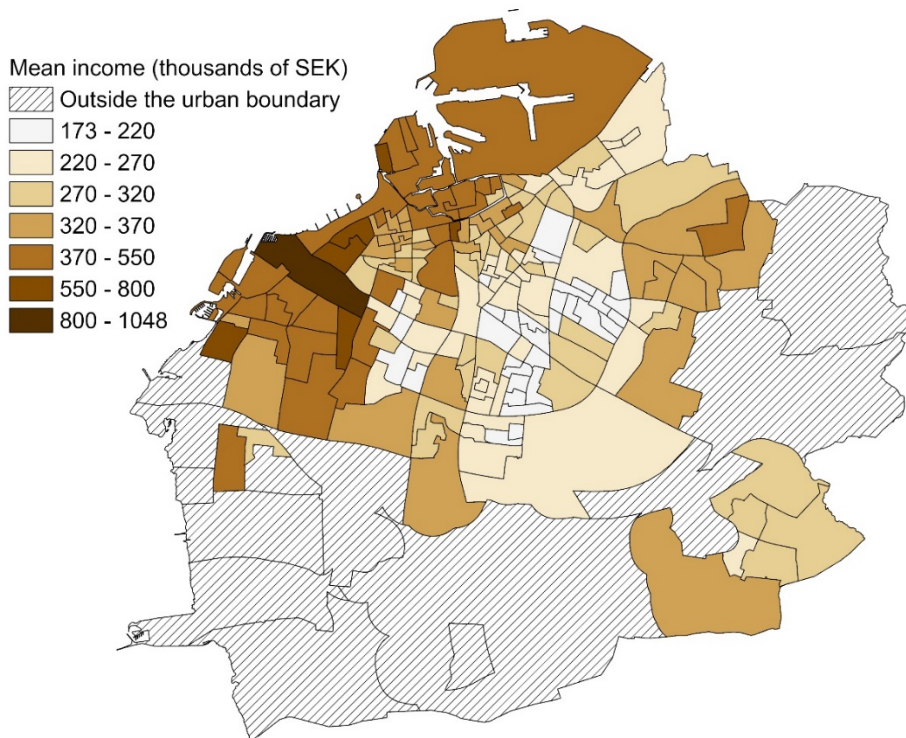 Mean income (thousands of SEK)
Outside the urban boundary
173 - 220
220 - 270
270 - 320
320 - 370
370 - 550
550 - 800
800 - 1048